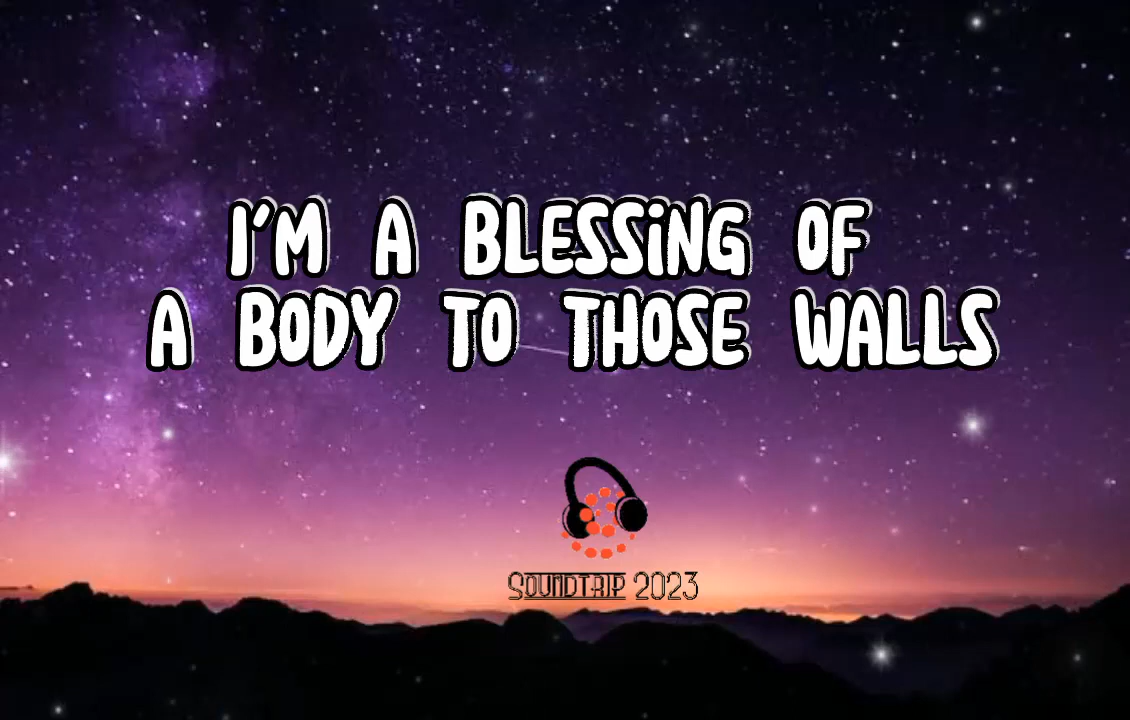 I'M A BLESSING OF
A BODY TO THOSE WALLS
SOUNDTRIP 2023